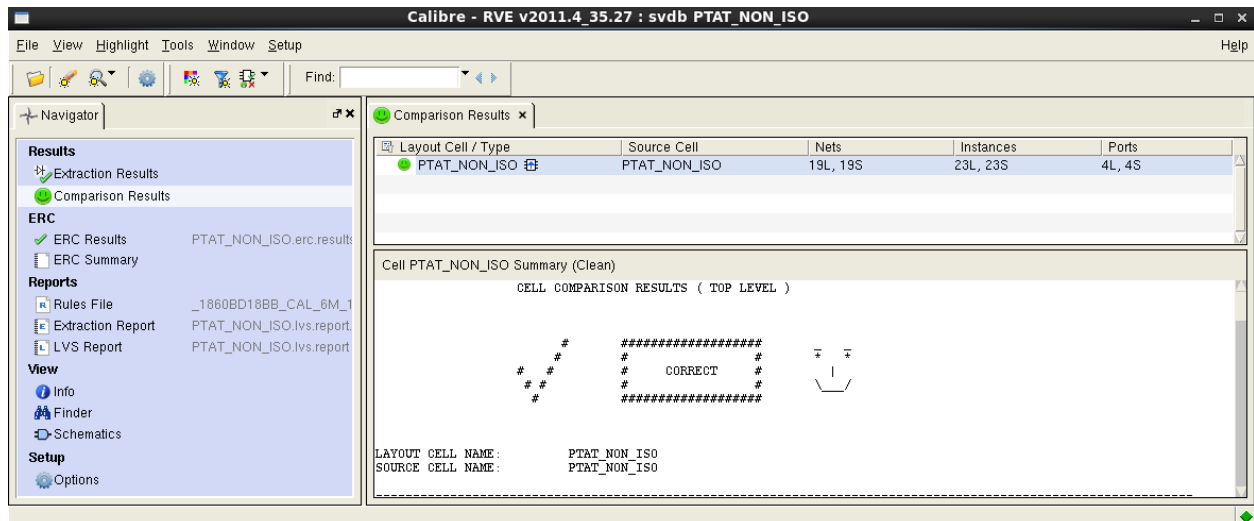 Calibre - RVE v2011.4_35.27 : svdb PTAT_NON_ISO
File View Highlight Tools Window Setup Help
Find:
Navigator
Results
Extraction Results
Comparison Results
ERC
ERC Results PTAT_NON_ISO.erc.results
ERC Summary
Reports
Rules File _1860BD18BB_CAL_6M_1
Extraction Report PTAT_NON_ISO.lvs.report.
LVS Report PTAT_NON_ISO.lvs.report
View
Info
Finder
Schematics
Setup
Options
Comparison Results
Layout Cell / Type Source Cell Nets Instances Ports
PTAT_NON_ISO PTAT_NON_ISO 19L, 19S 23L, 23S 4L, 4S
Cell PTAT_NON_ISO Summary (Clean)
CELL COMPARISON RESULTS ( TOP LEVEL )
# ################### _ _
# # # * *
# # # CORRECT # |
# # # # \___/
# ###################
LAYOUT CELL NAME: PTAT_NON_ISO
SOURCE CELL NAME: PTAT_NON_ISO